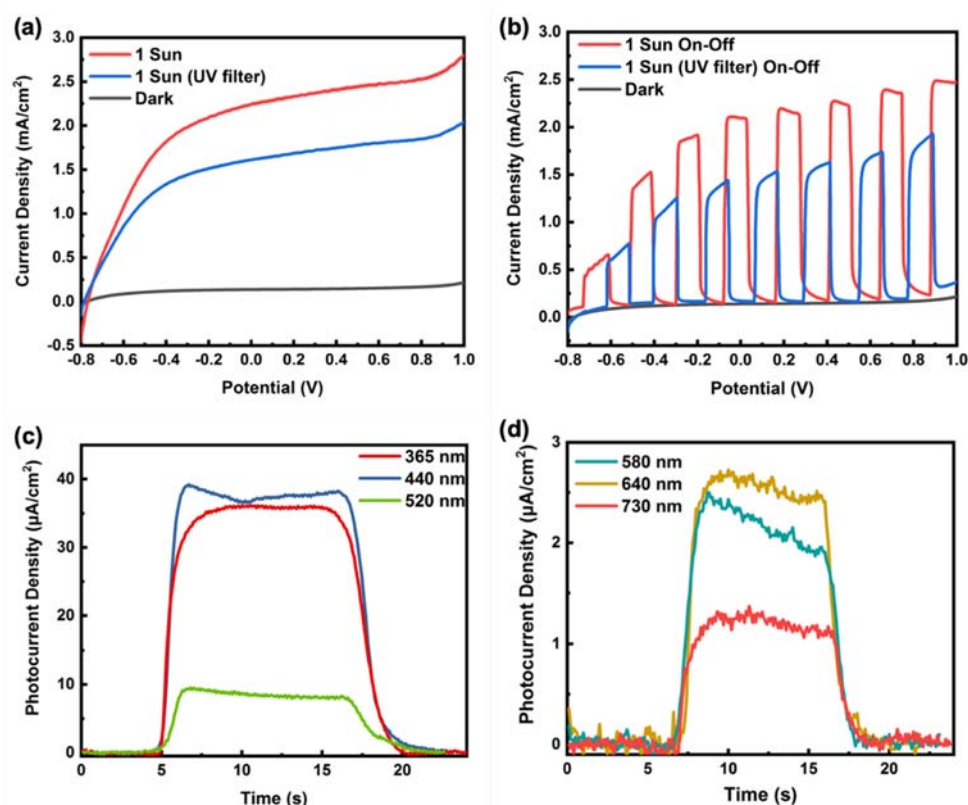 (a)
1 Sun
1 Sun (UV filter)
Dark
Current Density (mA/cm²)
3.0
2.5
2.0
1.5
1.0
0.5
0.0
-0.5
-0.8 -0.6 -0.4 -0.2 0.0 0.2 0.4 0.6 0.8 1.0
Potential (V)
(b)
1 Sun On-Off
1 Sun (UV filter) On-Off
Dark
Current Density (mA/cm²)
3.0
2.5
2.0
1.5
1.0
0.5
0.0
-0.8 -0.6 -0.4 -0.2 0.0 0.2 0.4 0.6 0.8 1.0
Potential (V)
(c)
365 nm
440 nm
520 nm
Photocurrent Density (μA/cm²)
40
30
20
10
0
0 5 10 15 20
Time (s)
(d)
580 nm
640 nm
730 nm
Photocurrent Density (μA/cm²)
3
2
1
0
0 5 10 15 20
Time (s)